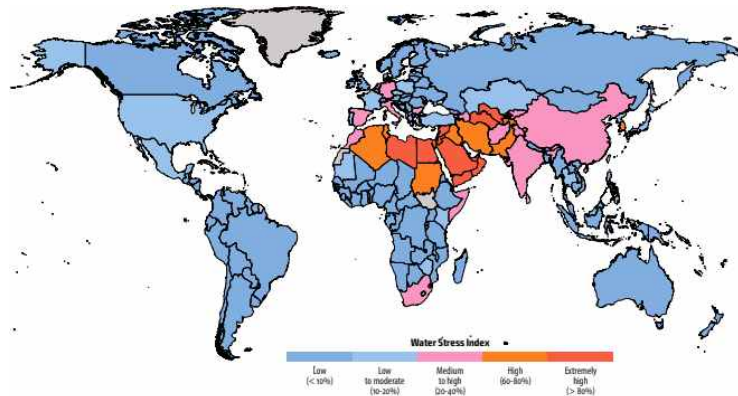 Water Stress Index
Low Low Medium High Extremely
(< 10%) to moderate to high (60-80%) high
(10-20%) (20-40%) (> 80%)